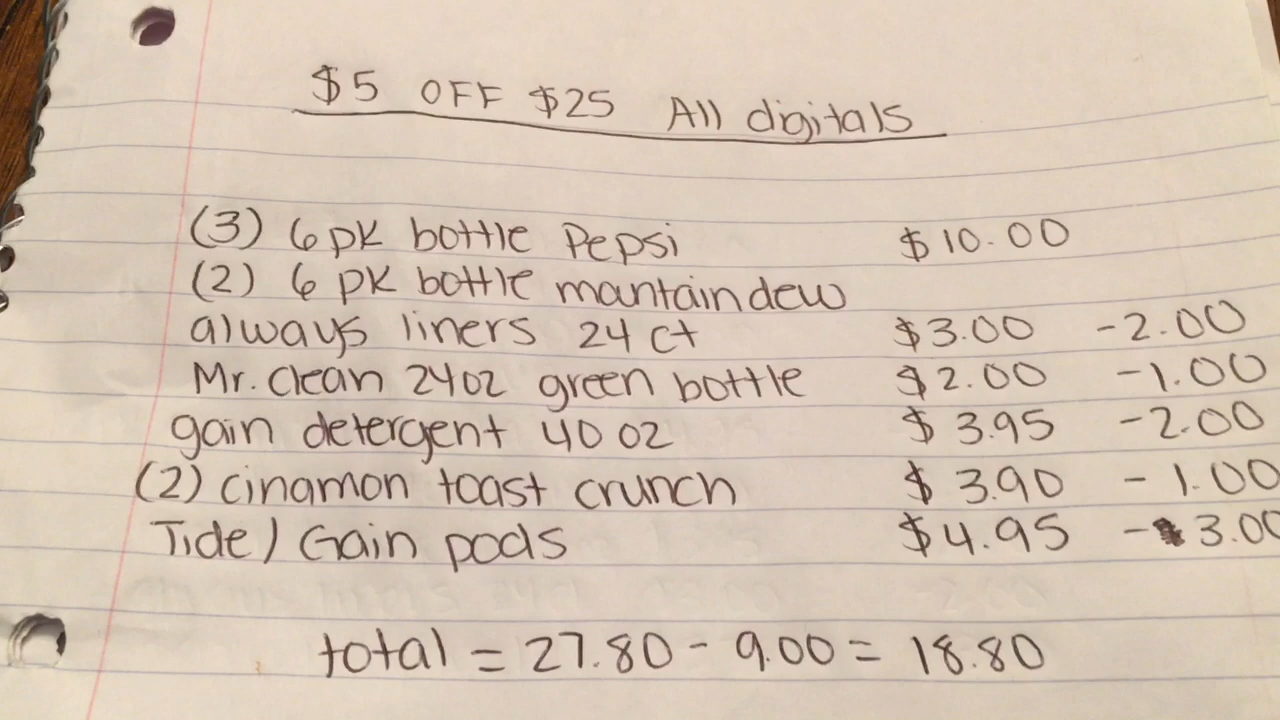 $5 OFF $25 All digitals
(3) 6 pk bottle Pepsi $10.00
(2) 6 pk bottle mantaindew
always liners 24 ct $3.00 -2.00
Mr. Clean 24oz green bottle $2.00 -1.00
gain detergent 40 oz $3.95 -2.00
(2) cinamon toast crunch $3.90 - 1.00
Tide / Gain pods $4.95 - 3.00
total = 27.80 - 9.00 = 18.80